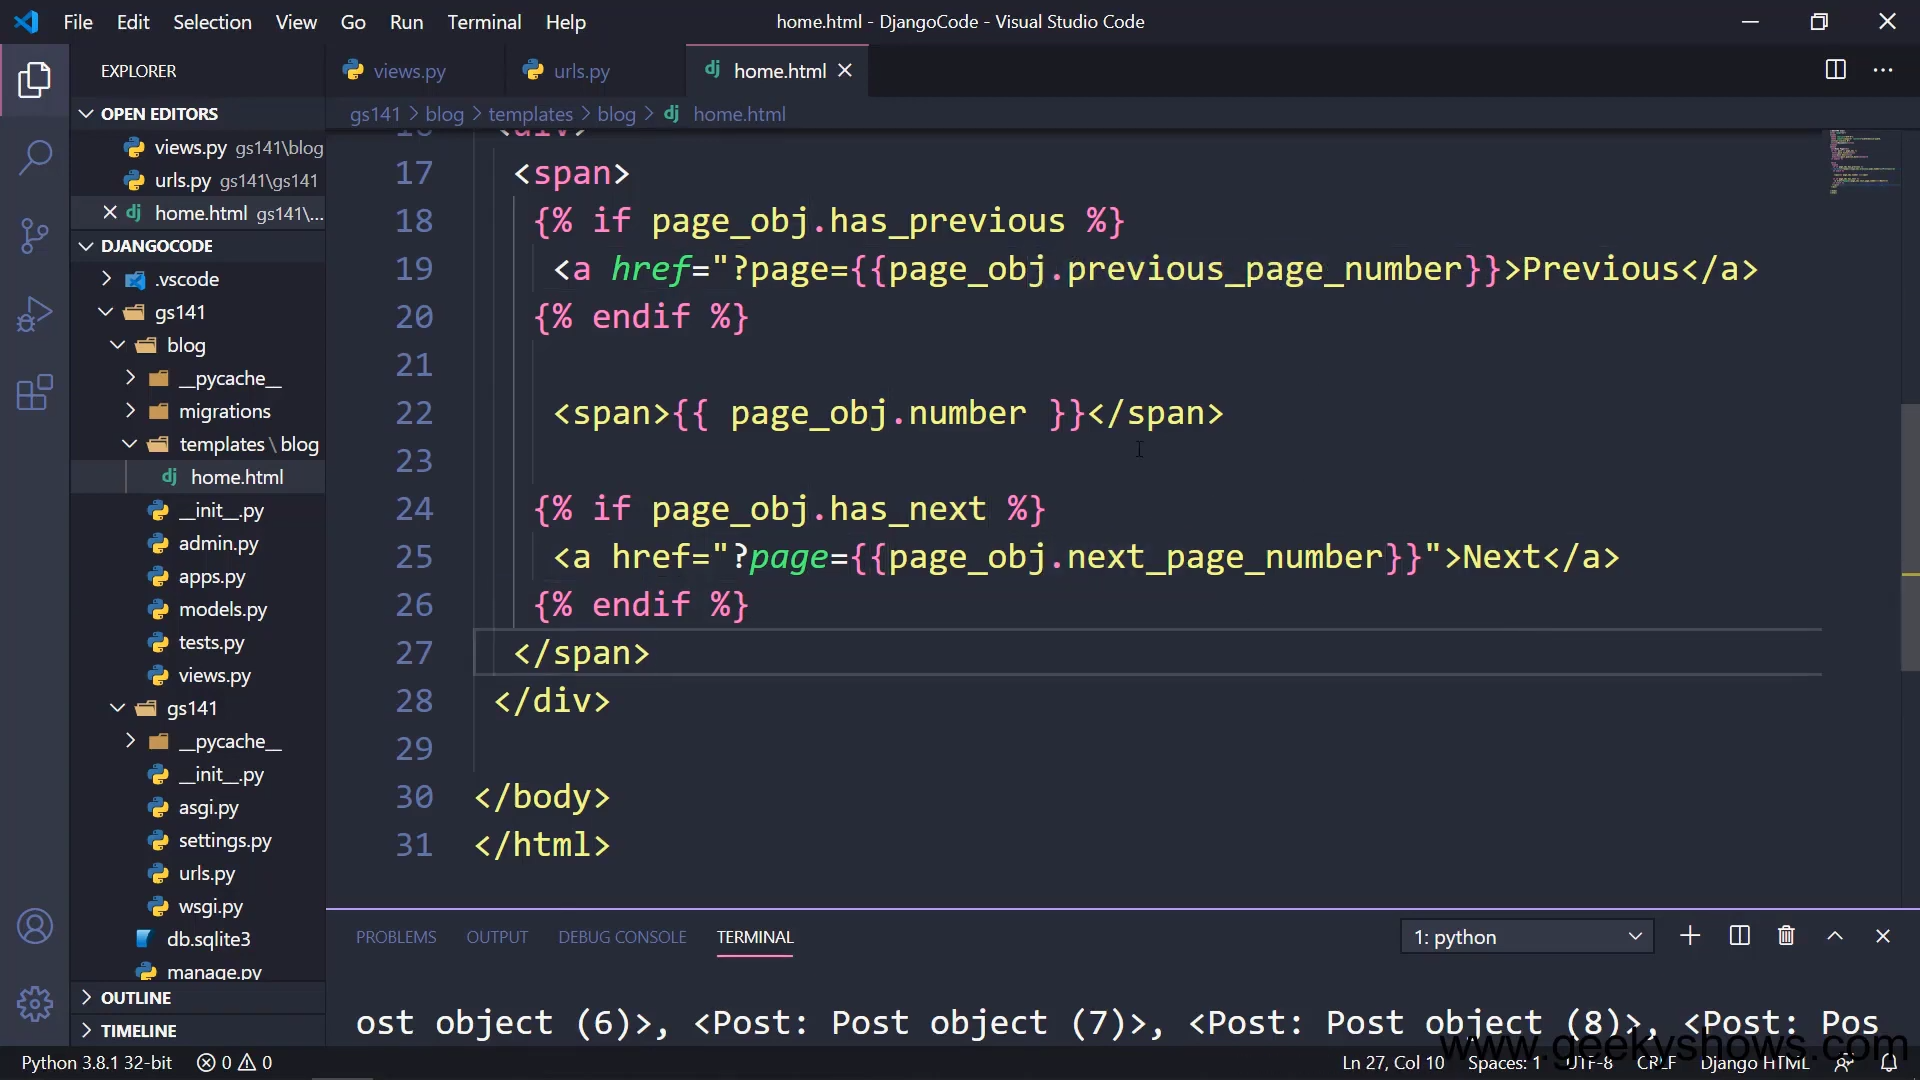 File Edit Selection View Go Run Terminal Help
home.html - DjangoCode - Visual Studio Code
EXPLORER
OPEN EDITORS
views.py gs141\blog
urls.py gs141\gs141
home.html gs141\...
DJANGOCODE
.vscode
gs141
blog
__pycache__
migrations
templates \ blog
home.html
__init__.py
admin.py
apps.py
models.py
tests.py
views.py
gs141
__pycache__
__init__.py
asgi.py
settings.py
urls.py
wsgi.py
db.sqlite3
manage.py
OUTLINE
TIMELINE
views.py urls.py home.html
gs141 > blog > templates > blog > home.html
16 <div>
17 <span>
18 {% if page_obj.has_previous %}
19 <a href="?page={{page_obj.previous_page_number}}>Previous</a>
20 {% endif %}
21
22 <span>{{ page_obj.number }}</span>
23
24 {% if page_obj.has_next %}
25 <a href="?page={{page_obj.next_page_number}}">Next</a>
26 {% endif %}
27 </span>
28 </div>
29
30 </body>
31 </html>
PROBLEMS OUTPUT DEBUG CONSOLE TERMINAL 1: python
ost object (6)>, <Post: Post object (7)>, <Post: Post object (8)>, <Post: Pos
www.geekyshows.com
Python 3.8.1 32-bit 0 0 Ln 27, Col 10 Spaces: 1 UTF-8 CRLF Django HTML